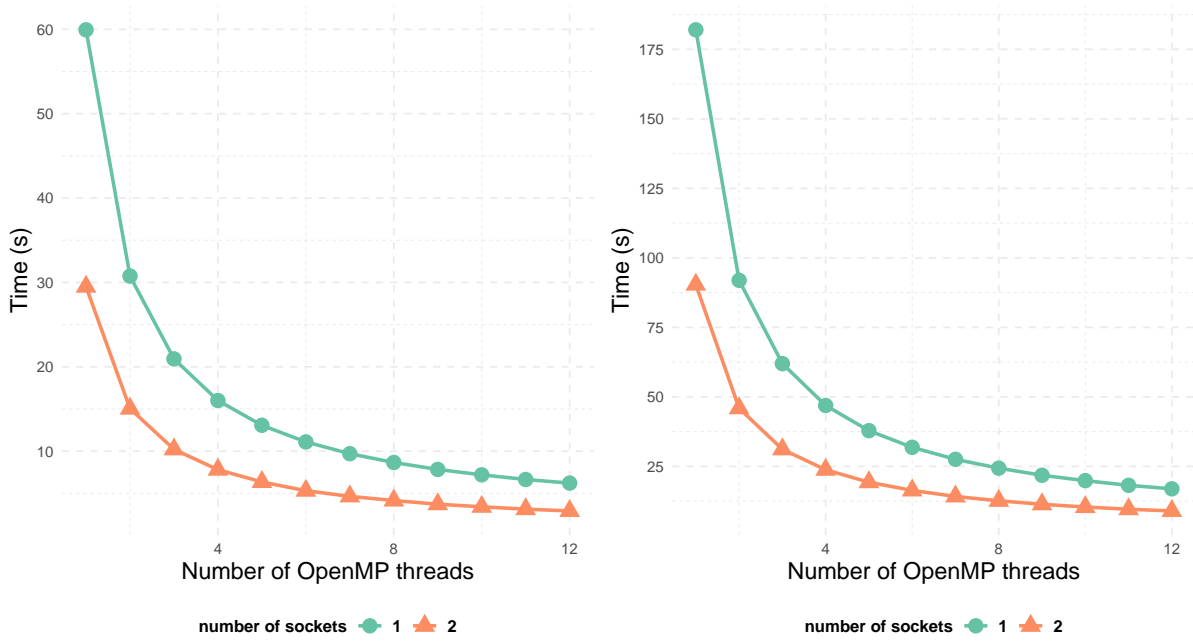 60
50
40
30
20
10
Time (s)
4 8 12
Number of OpenMP threads
number of sockets 1 2
175
150
125
100
75
50
25
Time (s)
4 8 12
Number of OpenMP threads
number of sockets 1 2